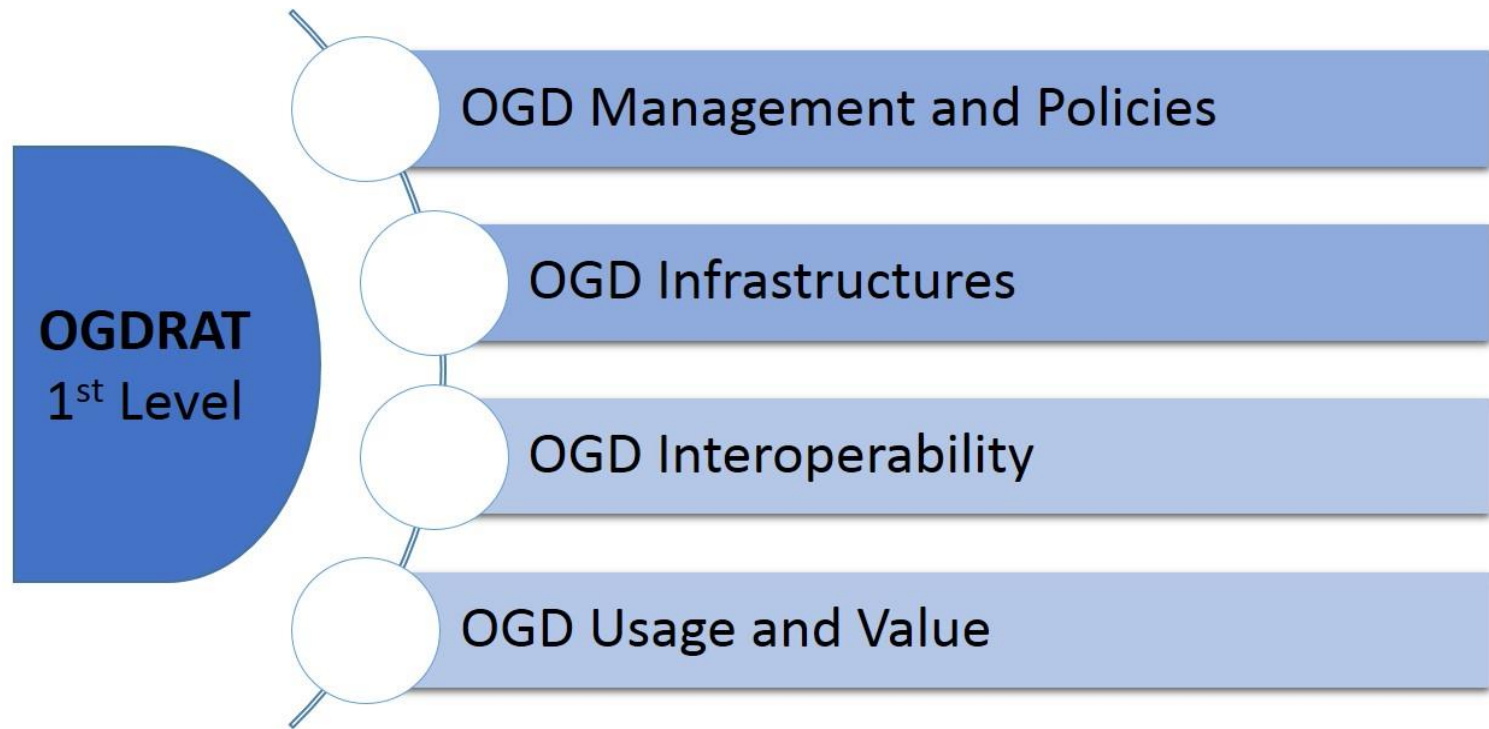 OGDRAT
1st Level
OGD Management and Policies
OGD Infrastructures
OGD Interoperability
OGD Usage and Value